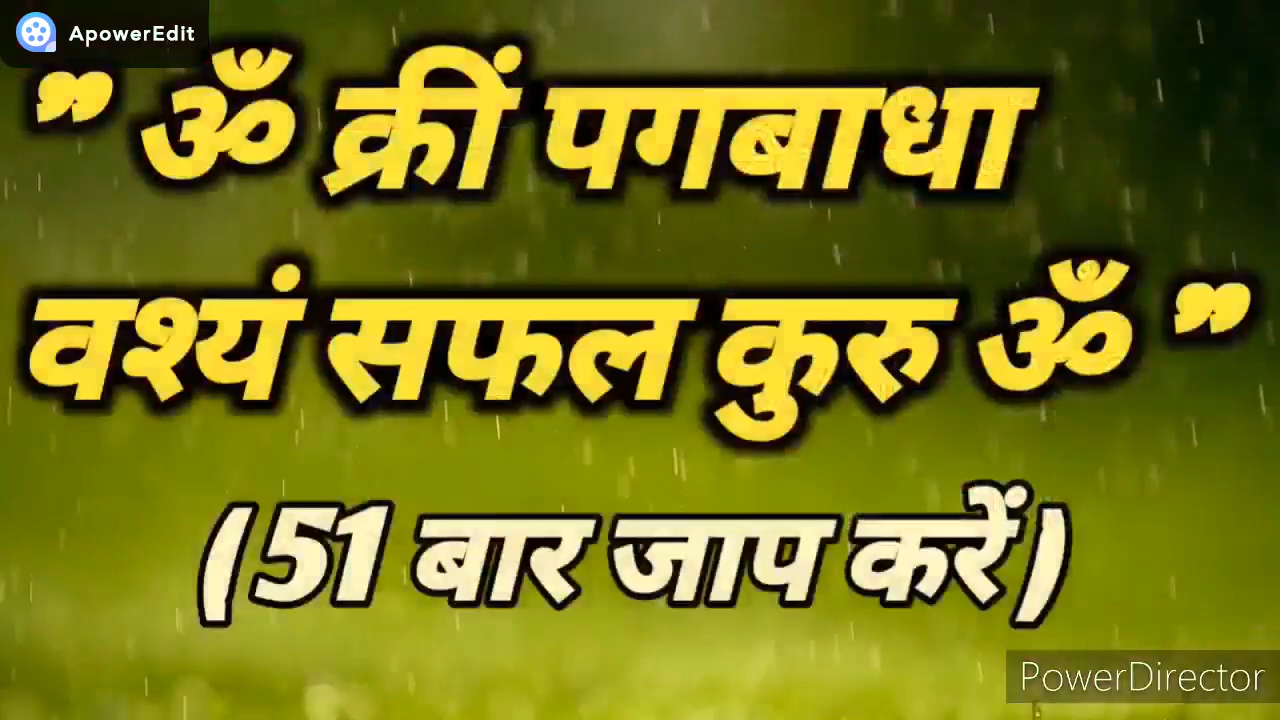 ApowerEdit
" ॐ क्रीं पगबाधा
वश्यं सफल कुरु ॐ "
(51 बार जाप करें)
PowerDirector